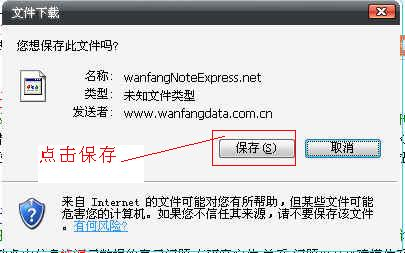 文件下载
您想保存此文件吗?
名称: wanfangNoteExpress.net
类型: 未知文件类型
发送者: www.wanfangdata.com.cn
点击保存
保存(S)
取消
来自 Internet 的文件可能对您有所帮助,但某些文件可能
危害您的计算机。如果您不信任其来源,请不要保存该文件
。有何风险?